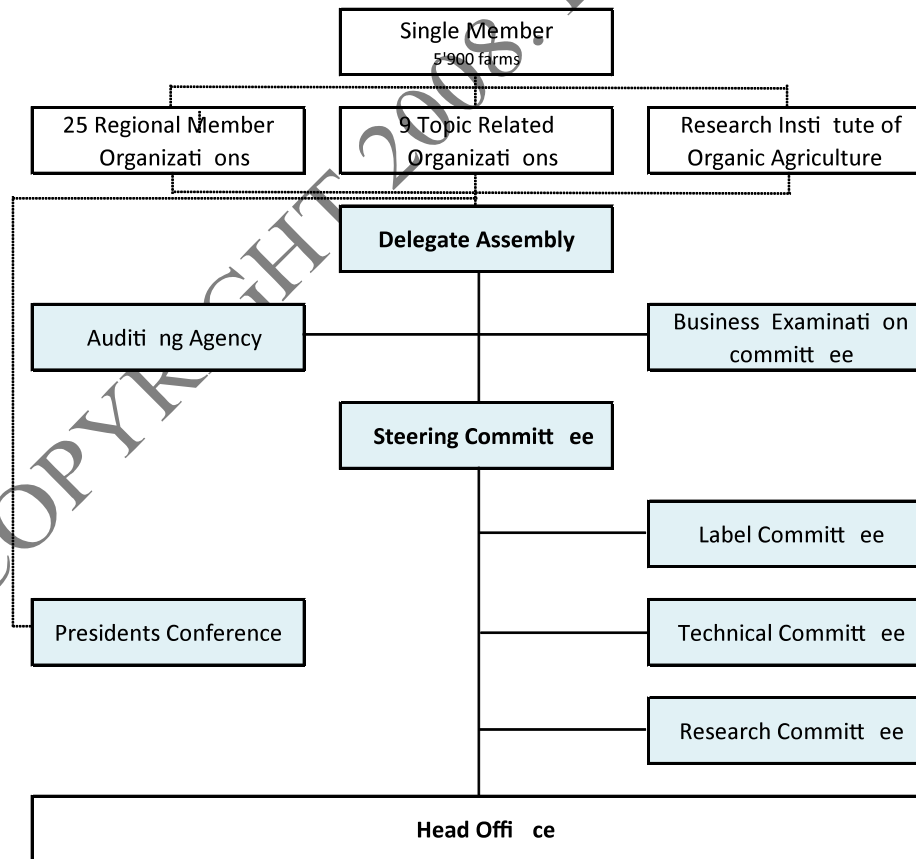 Single Member
5'900 farms
25 Regional Member
Organizati ons
9 Topic Related
Organizati ons
Research Insti tute of
Organic Agriculture
Delegate Assembly
Auditi ng Agency
Business Examinati on
committ ee
Steering Committ ee
Label Committ ee
Presidents Conference
Technical Committ ee
Research Committ ee
Head Offi ce
COPYRIGHT 2008.